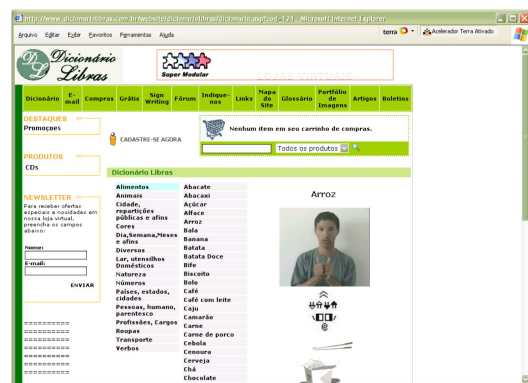 http://www.dicionariolibras.com.br/website/dicionariolibras/dicionario.asp?cod=124 - Microsoft Internet Explorer
Arquivo Editar Exibir Favoritos Ferramentas Ajuda
terra
Acelerador Terra Ativado
Dicionário
Libras
Super Modular
LOJAS VIRTUAIS
Dicionário
E-mail
Compras
Grátis
Sign Writing
Fórum
Indique-nos
Links
Mapa do Site
Glossário
Portfólio de Imagens
Artigos
Boletins
DESTAQUES
Promoçoes
CADASTRE-SE AGORA
Nenhum item em seu carrinho de compras.
Todos os produtos
PRODUTOS
CDs
NEWSLETTER
Para receber ofertas
especiais e novidades em
nossa loja virtual,
preencha os campos
abaixo:
Nome:
E-mail:
ENVIAR
==========
==========
==========
==========
==========
==========
==========
Dicionário Libras
Alimentos
Animais
Cidade,
repartições
públicas e afins
Cores
Dia,Semana,Meses
e afins
Diversos
Lar, utensílhos
Domésticos
Natureza
Números
Países, estados,
cidades
Pessoas, humano,
parentesco
Profissões, Cargos
Roupas
Transporte
Verbos
Abacate
Abacaxi
Açúcar
Alface
Arroz
Bala
Banana
Batata
Batata Doce
Bife
Biscoito
Bolo
Café
Café com leite
Caju
Camarão
Carne
Carne de porco
Cebola
Cenoura
Cerveja
Chá
Chocolate
Arroz